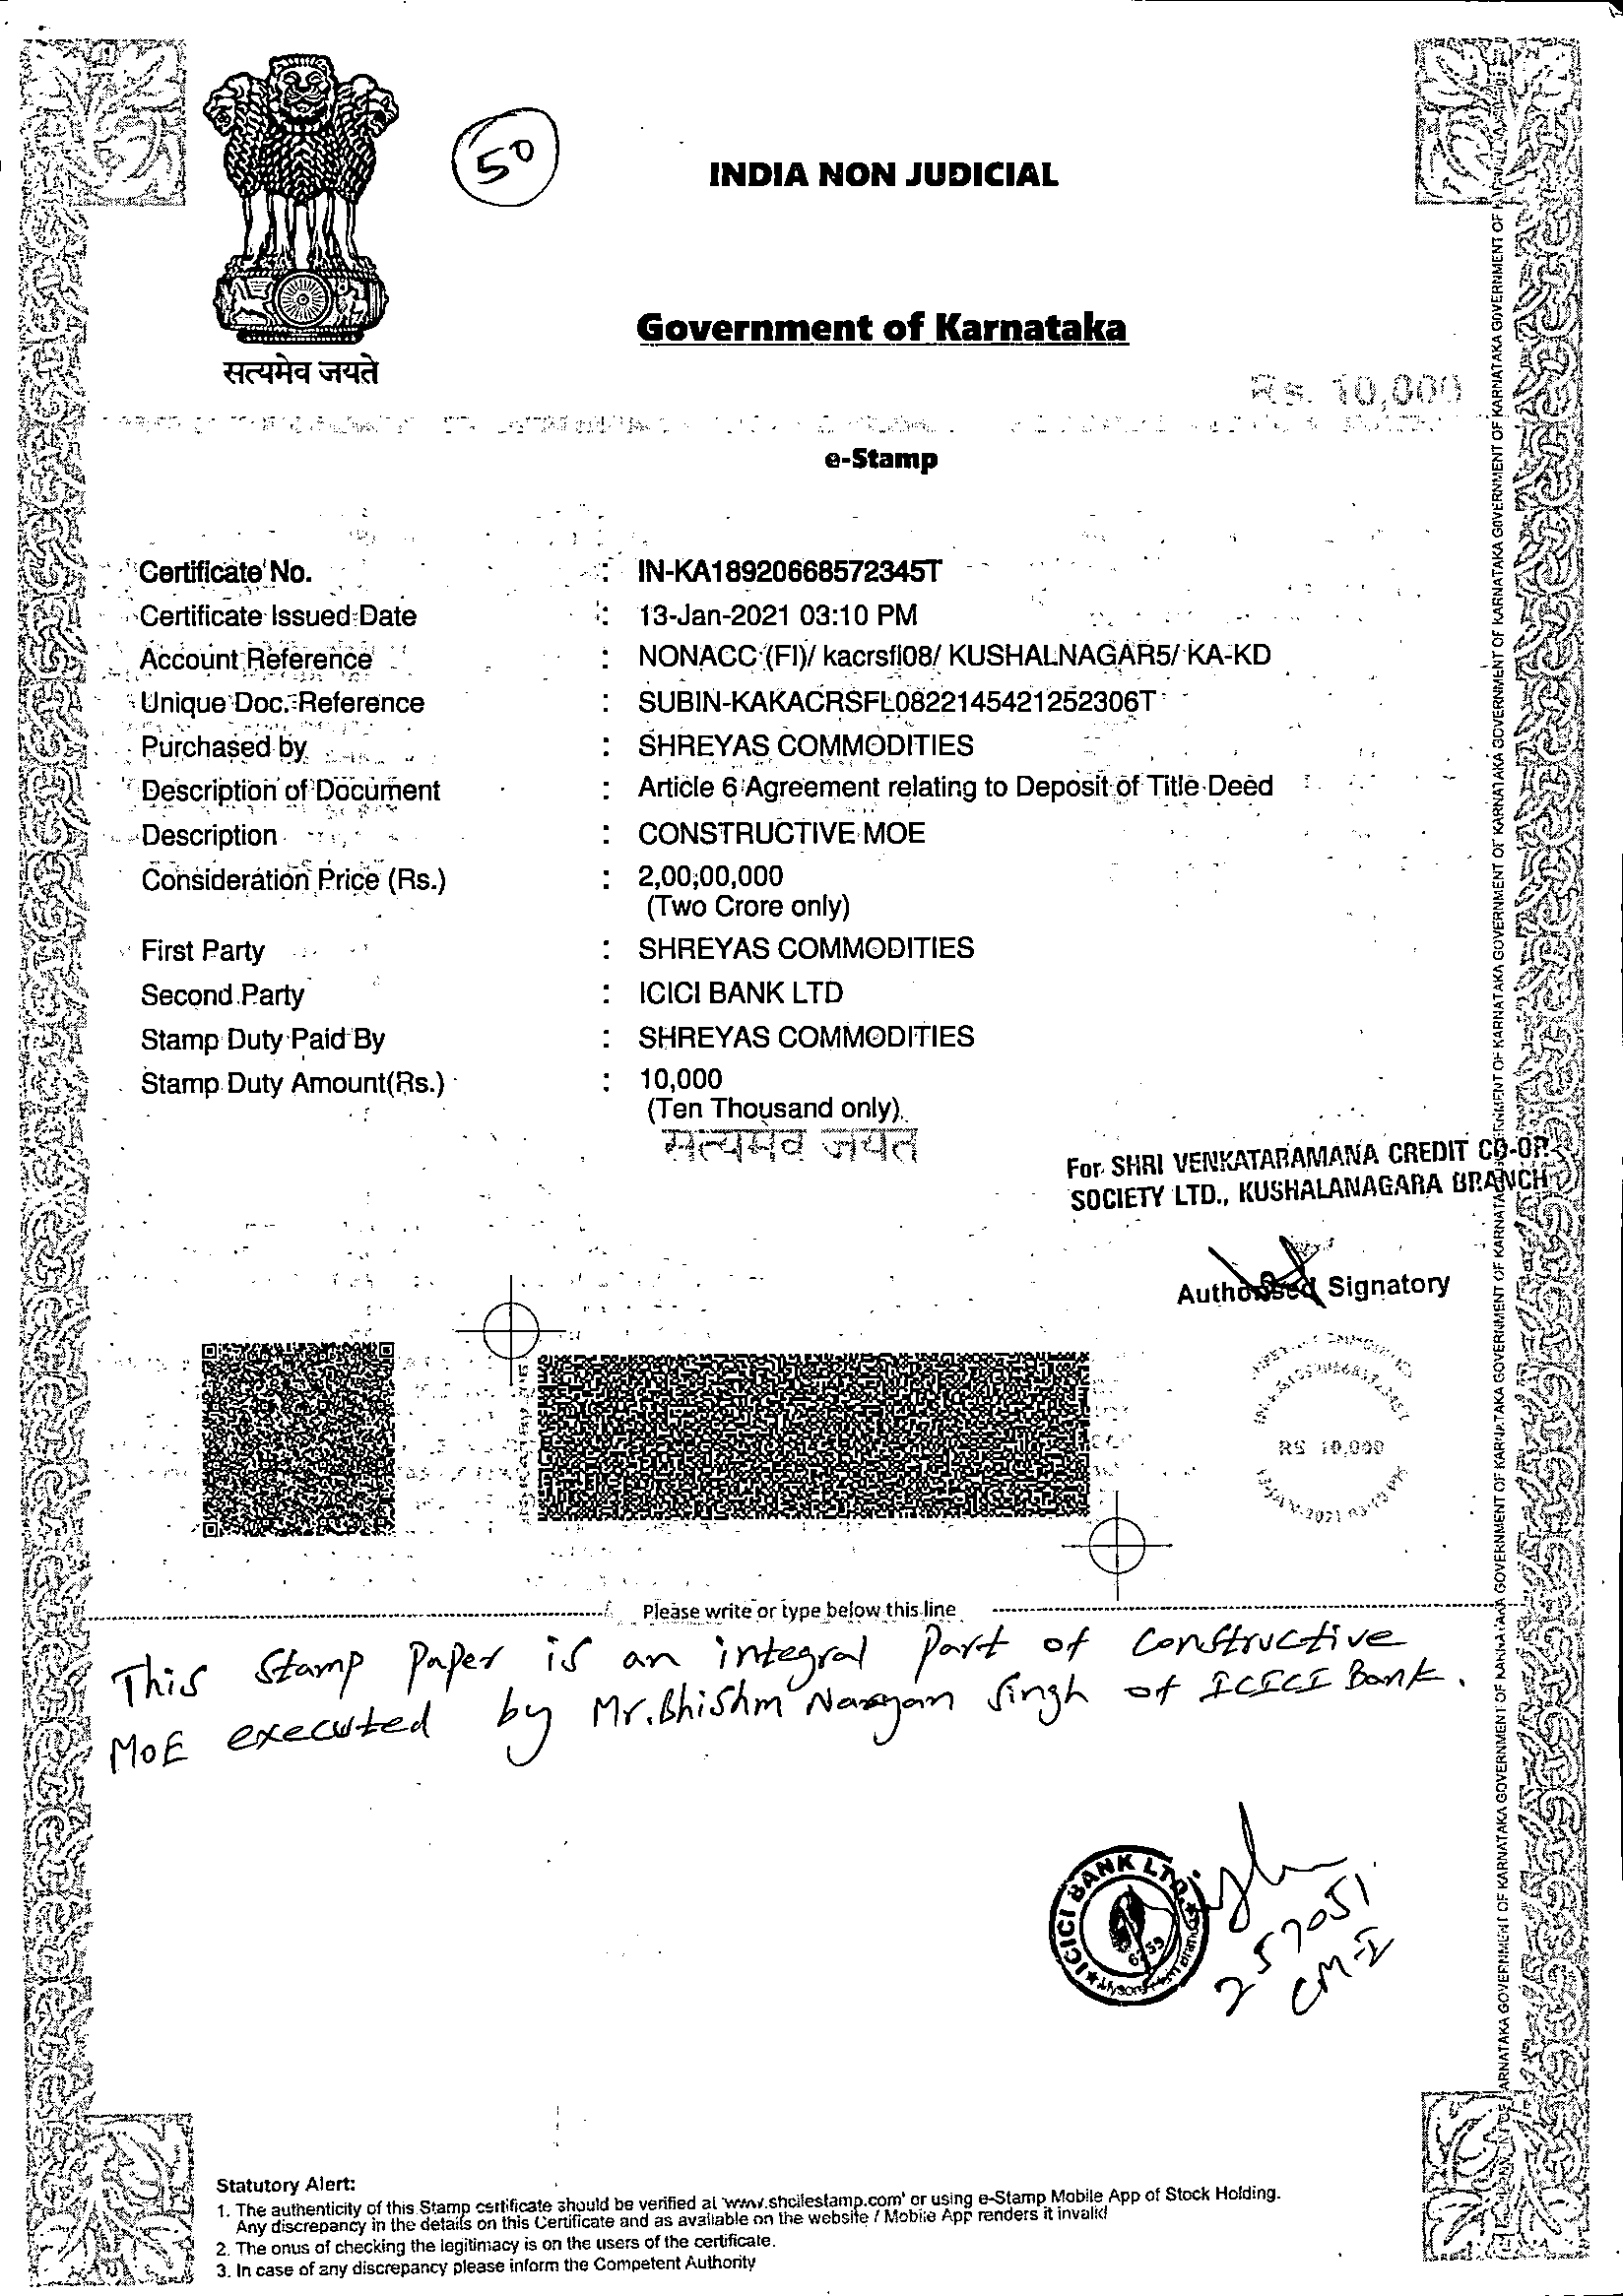 50
INDIA NON JUDICIAL
Government of Karnataka
सत्यमेव जयते
Rs. 10,000
e-Stamp
Certificate No. : IN-KA18920668572345T
Certificate Issued Date : 13-Jan-2021 03:10 PM
Account Reference : NONACC (FI)/ kacrsfl08/ KUSHALNAGAR5/ KA-KD
Unique Doc. Reference : SUBIN-KAKACRSFL0822145421252306T
Purchased by : SHREYAS COMMODITIES
Description of Document : Article 6 Agreement relating to Deposit of Title Deed
Description : CONSTRUCTIVE MOE
Consideration Price (Rs.) : 2,00,00,000
(Two Crore only)
First Party : SHREYAS COMMODITIES
Second Party : ICICI BANK LTD
Stamp Duty Paid By : SHREYAS COMMODITIES
Stamp Duty Amount(Rs.) : 10,000
(Ten Thousand only)
सत्यमेव जयते
For SHRI VENKATARAMANA CREDIT CO-OP.
SOCIETY LTD., KUSHALANAGARA BRANCH
Authorised Signatory
RS 10,000
13-JAN-2021 03:10 PM
Please write or type below this line
This Stamp Paper is an integral Part of Constructive
MOE executed by Mr. Bhishm Narayan Singh of ICICI Bank.
ICICI BANK LTD.
257051
CM-I
Statutory Alert:
1. The authenticity of this Stamp certificate should be verified at 'www.shcilestamp.com' or using e-Stamp Mobile App of Stock Holding.
Any discrepancy in the details on this Certificate and as available on the website / Mobile App renders it invalid
2. The onus of checking the legitimacy is on the users of the certificate.
3. In case of any discrepancy please inform the Competent Authority